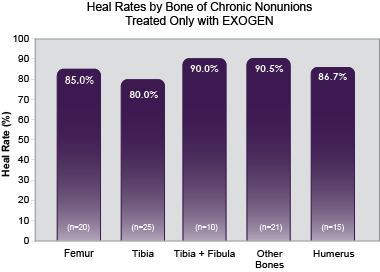 Heal Rates by Bone of Chronic Nonunions
Treated Only with EXOGEN
Heal Rate (%)
100
90
80
70
60
50
40
30
20
10
0
85.0%
80.0%
90.0%
90.5%
86.7%
(n=20)
(n=25)
(n=10)
(n=21)
(n=15)
Femur
Tibia
Tibia + Fibula
Other
Bones
Humerus